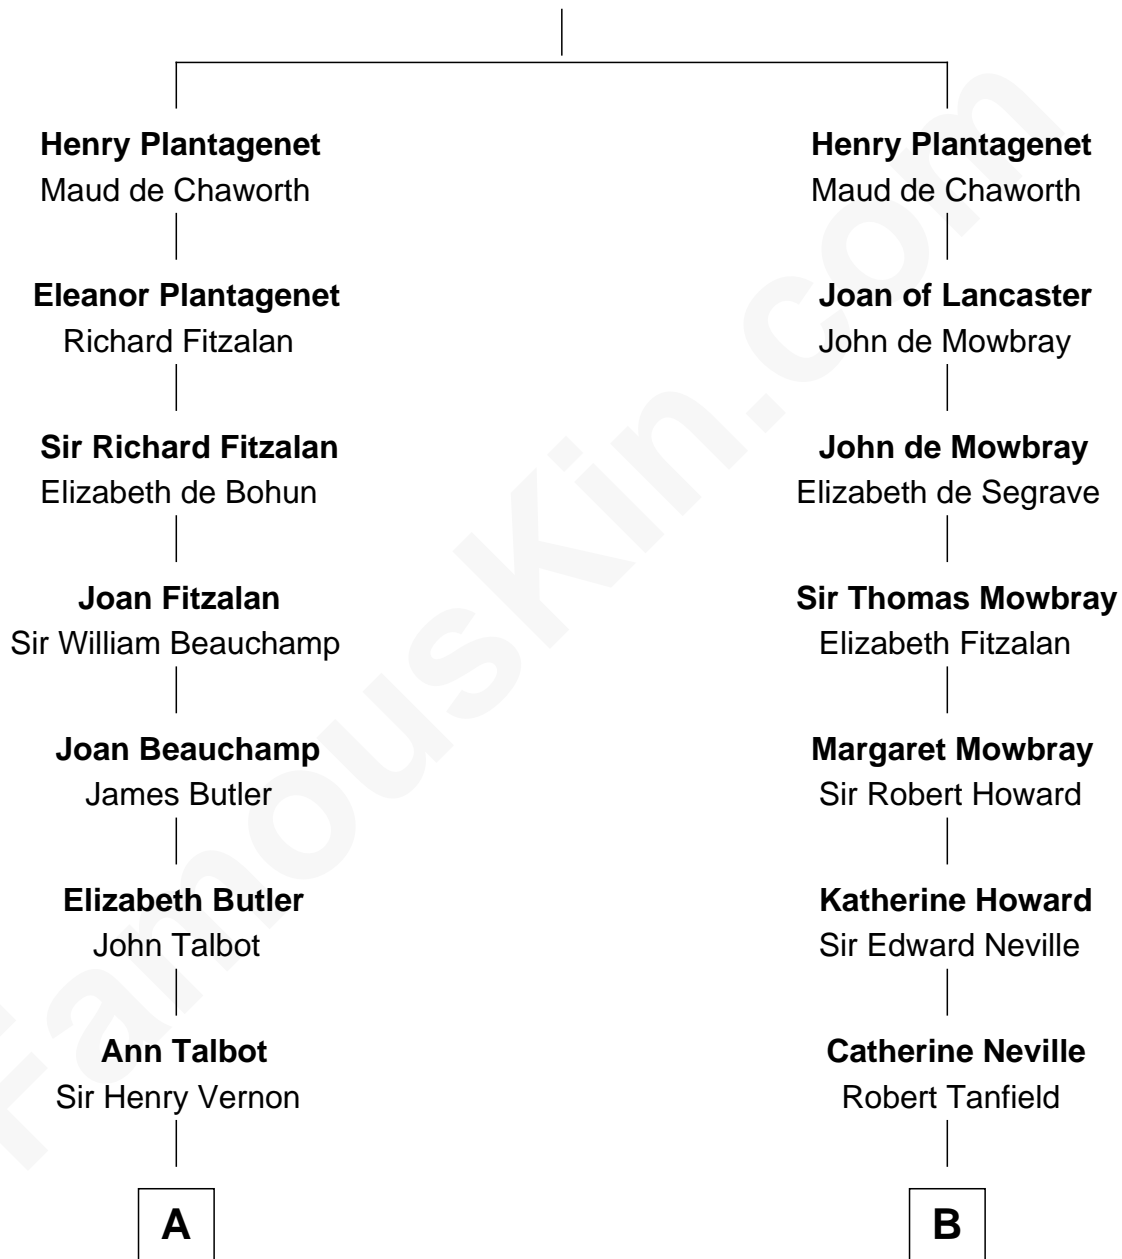 Henry Plantagenet
Maud de Chaworth
Eleanor Plantagenet
Richard Fitzalan
Sir Richard Fitzalan
Elizabeth de Bohun
Joan Fitzalan
Sir William Beauchamp
Joan Beauchamp
James Butler
Elizabeth Butler
John Talbot
Ann Talbot
Sir Henry Vernon
A
Henry Plantagenet
Maud de Chaworth
Joan of Lancaster
John de Mowbray
John de Mowbray
Elizabeth de Segrave
Sir Thomas Mowbray
Elizabeth Fitzalan
Margaret Mowbray
Sir Robert Howard
Katherine Howard
Sir Edward Neville
Catherine Neville
Robert Tanfield
B
FamousKin.com